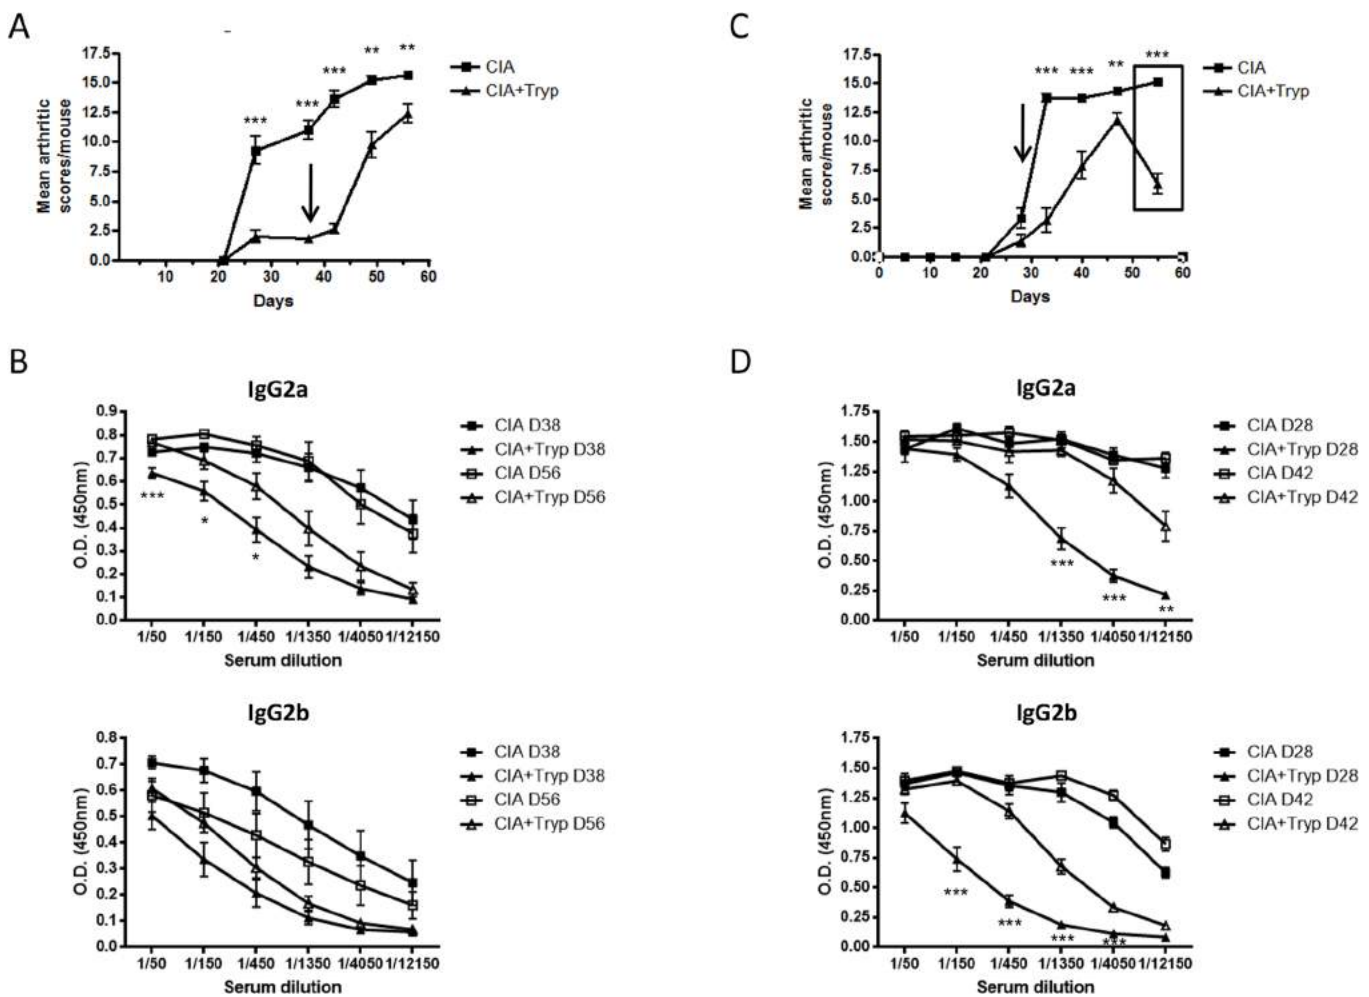 A
17.5
15.0
12.5
10.0
7.5
5.0
2.5
0.0
Mean arthritic
scores/mouse
*** *** *** ** **
10 20 30 40 50 60
Days
CIA
CIA+Tryp
C
17.5
15.0
12.5
10.0
7.5
5.0
2.5
0.0
Mean arthritic
score/mouse
*** *** ** ***
0 10 20 30 40 50 60
Days
CIA
CIA+Tryp
B
IgG2a
0.9
0.8
0.7
0.6
0.5
0.4
0.3
0.2
0.1
0.0
O.D. (450nm)
*** * *
1/50 1/150 1/450 1/1350 1/4050 1/12150
Serum dilution
CIA D38
CIA+Tryp D38
CIA D56
CIA+Tryp D56
IgG2b
0.8
0.7
0.6
0.5
0.4
0.3
0.2
0.1
0.0
O.D. (450nm)
1/50 1/150 1/450 1/1350 1/4050 1/12150
Serum dilution
CIA D38
CIA+Tryp D38
CIA D56
CIA+Tryp D56
D
IgG2a
1.75
1.50
1.25
1.00
0.75
0.50
0.25
0.00
O.D. (450nm)
*** *** **
1/50 1/150 1/450 1/1350 1/4050 1/12150
Serum dilution
CIA D28
CIA+Tryp D28
CIA D42
CIA+Tryp D42
IgG2b
1.75
1.50
1.25
1.00
0.75
0.50
0.25
0.00
O.D. (450nm)
*** *** *** ***
1/50 1/150 1/450 1/1350 1/4050 1/12150
Serum dilution
CIA D28
CIA+Tryp D28
CIA D42
CIA+Tryp D42